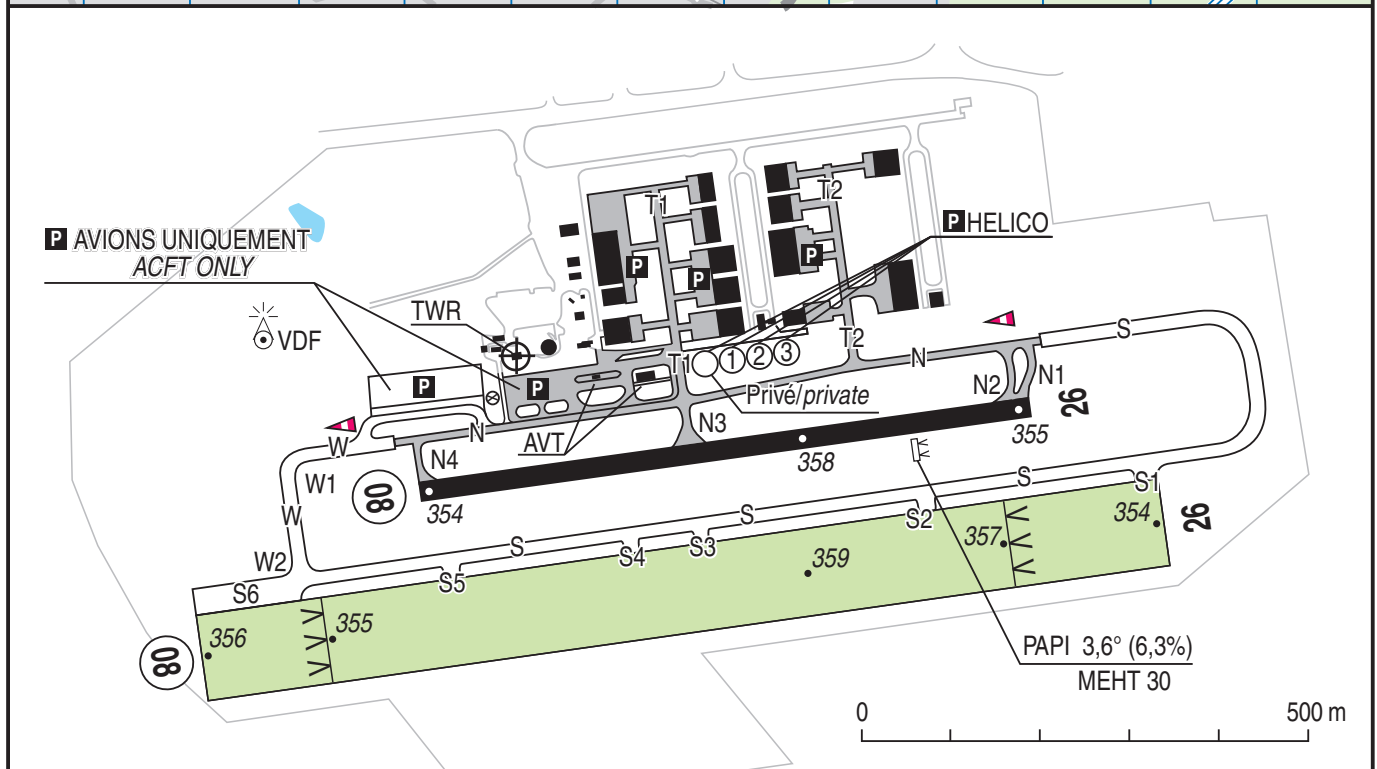 T1
T2
P HELICO
P AVIONS UNIQUEMENT
ACFT ONLY
P
P
P
TWR
VDF
S
T2
N
T1
1
2
3
N2
N1
P
P
Privé/private
26
355
N
AVT
N3
W
358
N4
W1
08
354
S
S1
W
S
S2
354
26
357
W2
S
S4
S3
359
S6
S5
356
355
08
PAPI 3,6° (6,3%)
MEHT 30
0
500 m